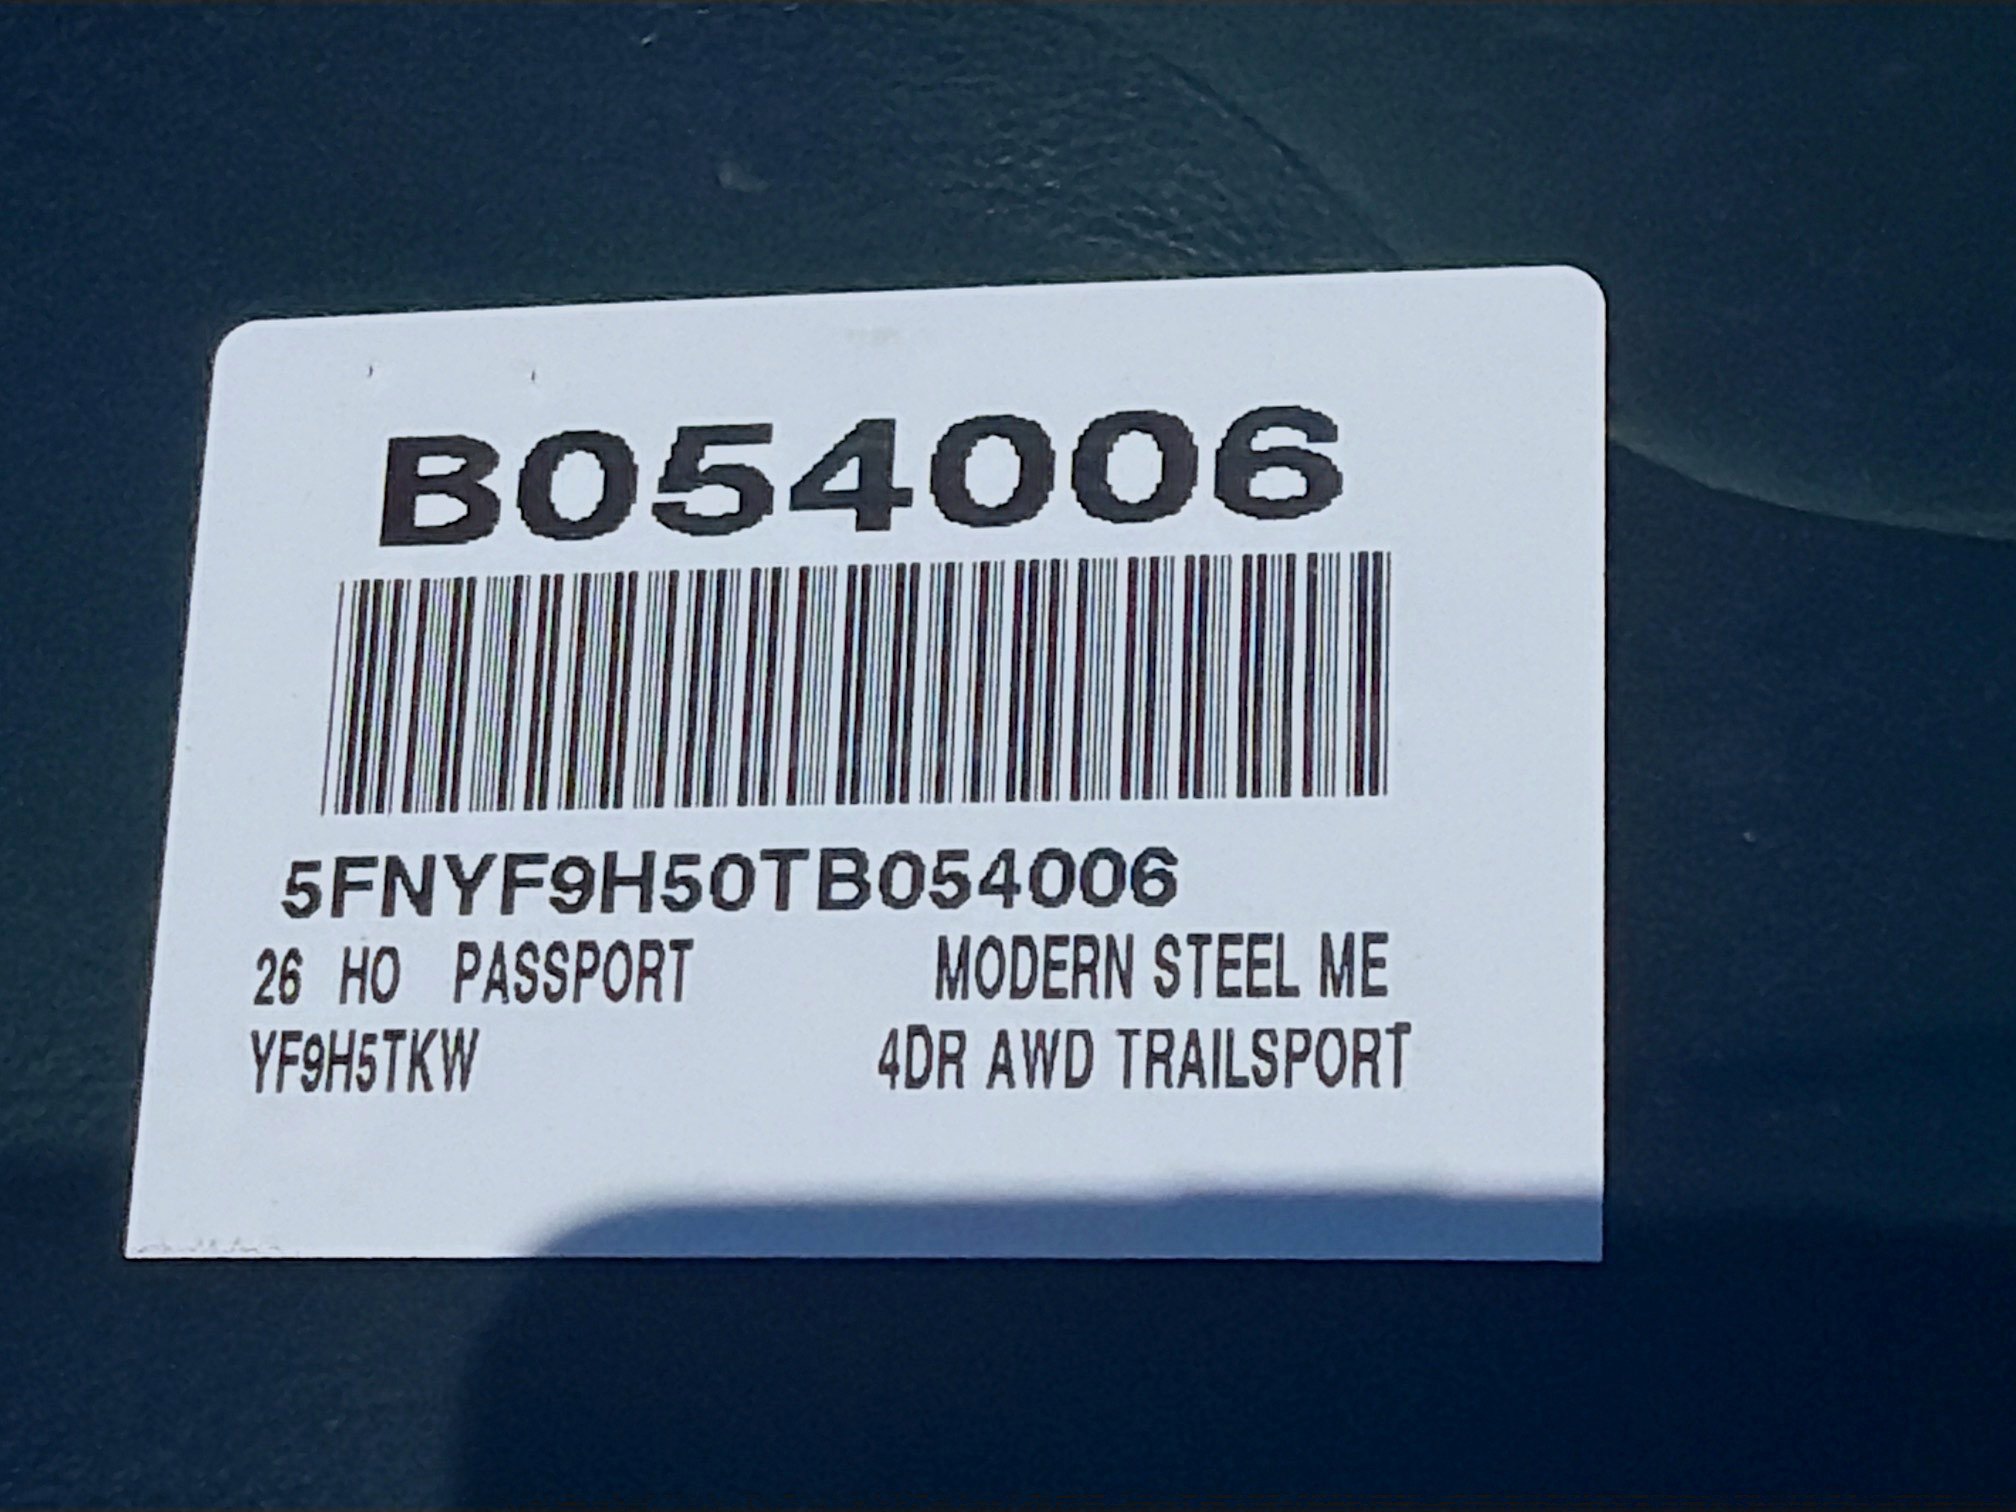 B054006
5FNYF9H50TB054006
26 HO PASSPORT MODERN STEEL ME
YF9H5TKW 4DR AWD TRAILSPORT